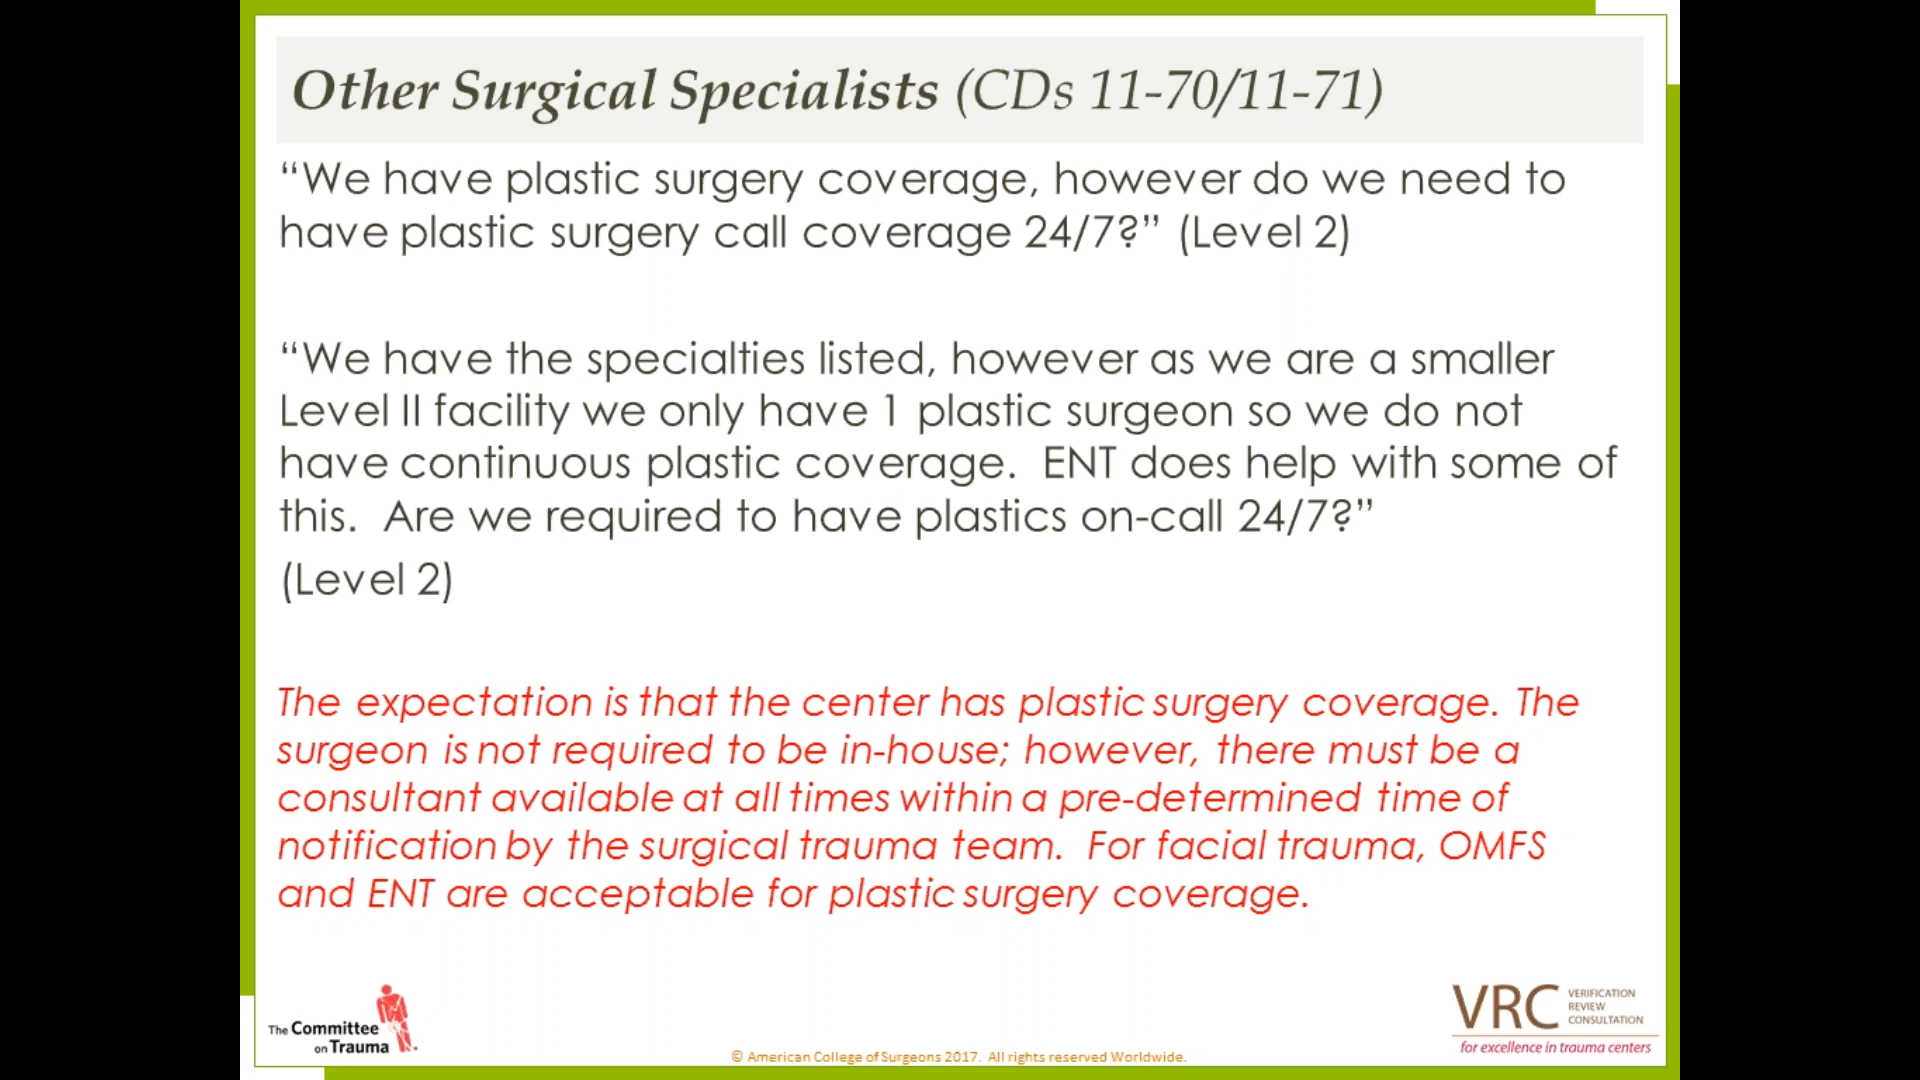 Other Surgical Specialists (CDs 11-70/11-71)
“We have plastic surgery coverage, however do we need to
have plastic surgery call coverage 24/7?” (Level 2)
“We have the specialties listed, however as we are a smaller
Level II facility we only have 1 plastic surgeon so we do not
have continuous plastic coverage.  ENT does help with some of
this.  Are we required to have plastics on-call 24/7?”
(Level 2)
The expectation is that the center has plastic surgery coverage. The
surgeon is not required to be in-house; however, there must be a
consultant available at all times within a pre-determined time of
notification by the surgical trauma team.  For facial trauma, OMFS
and ENT are acceptable for plastic surgery coverage.
The Committee
on Trauma
© American College of Surgeons 2017.  All rights reserved Worldwide.
VRC
VERIFICATION
REVIEW
CONSULTATION
for excellence in trauma centers